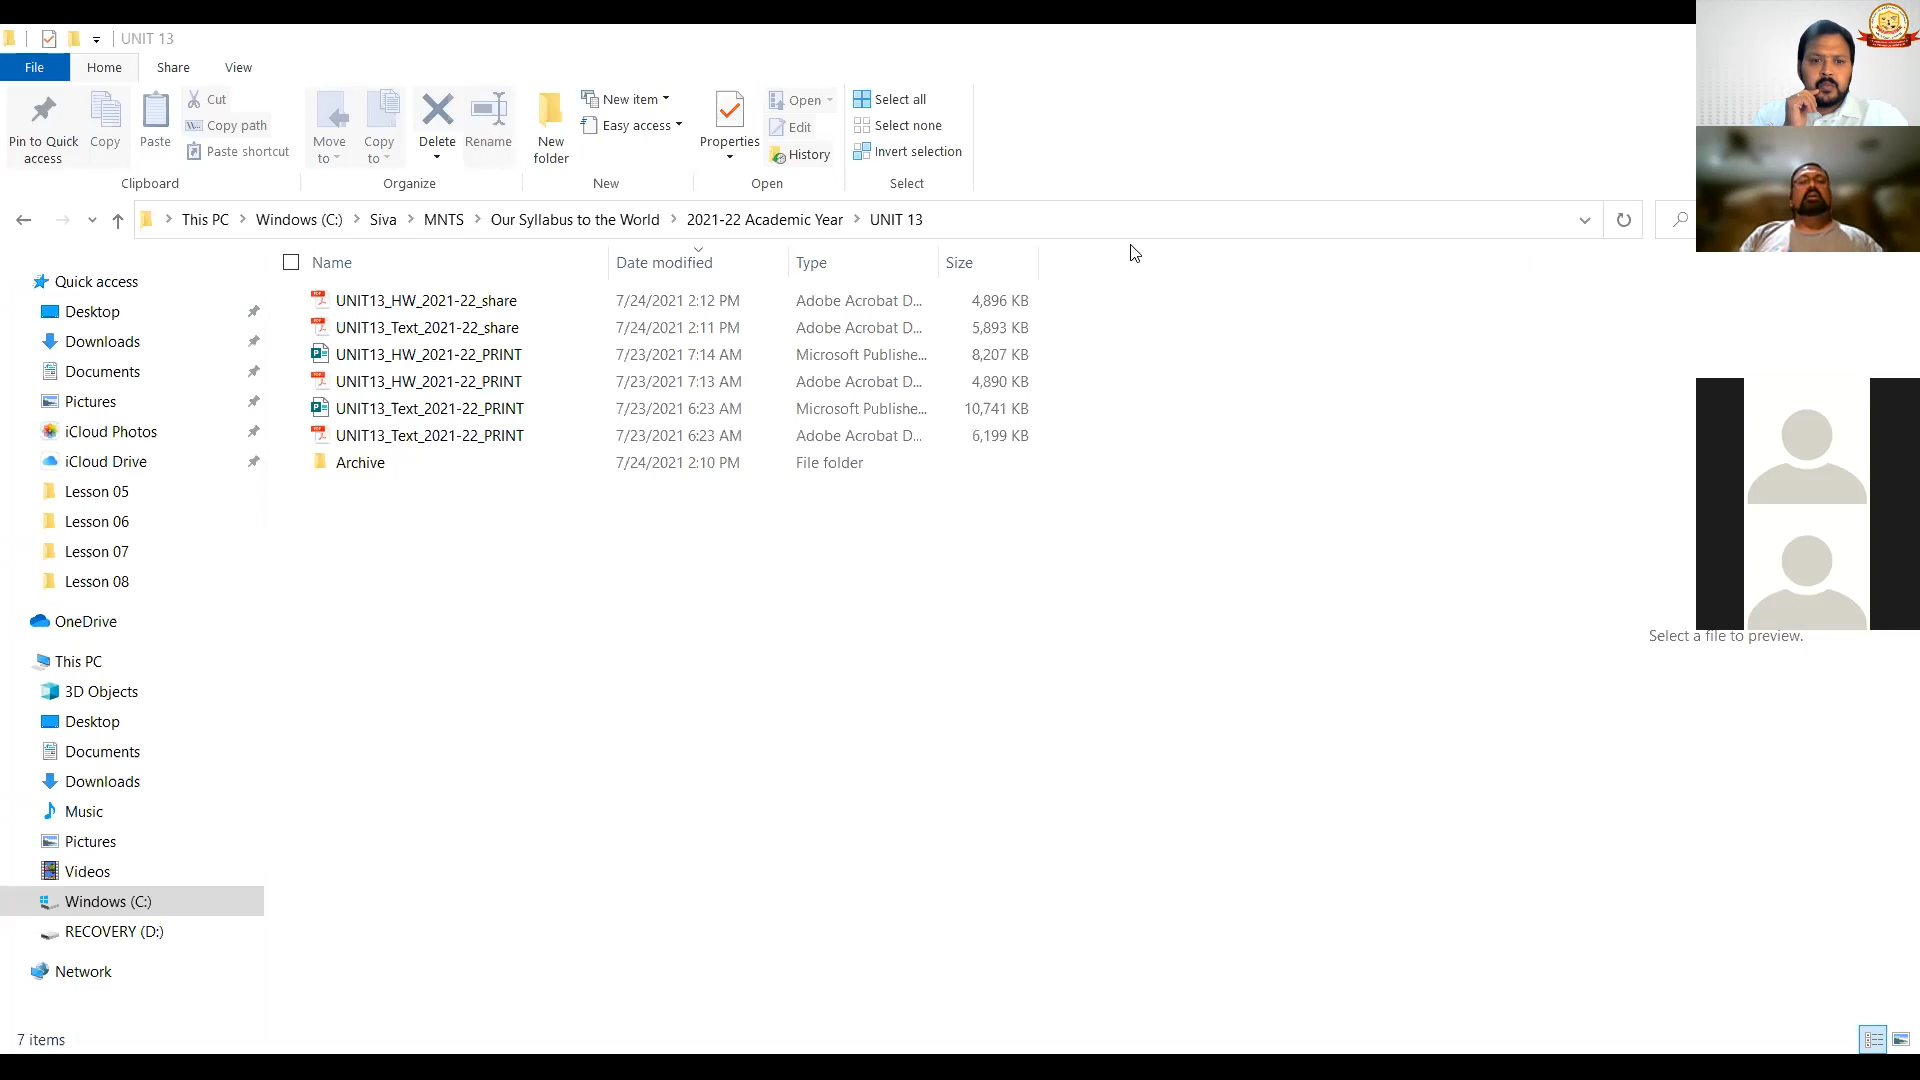 UNIT 13
File Home Share View
Pin to Quick access
Copy
Paste
Cut
Copy path
Paste shortcut
Clipboard
Move to
Copy to
Delete
Rename
Organize
New folder
New item
Easy access
New
Properties
Open
Edit
History
Open
Select all
Select none
Invert selection
Select
This PC > Windows (C:) > Siva > MNTS > Our Syllabus to the World > 2021-22 Academic Year > UNIT 13
Name Date modified Type Size
UNIT13_HW_2021-22_share 7/24/2021 2:12 PM Adobe Acrobat D... 4,896 KB
UNIT13_Text_2021-22_share 7/24/2021 2:11 PM Adobe Acrobat D... 5,893 KB
UNIT13_HW_2021-22_PRINT 7/23/2021 7:14 AM Microsoft Publishe... 8,207 KB
UNIT13_HW_2021-22_PRINT 7/23/2021 7:13 AM Adobe Acrobat D... 4,890 KB
UNIT13_Text_2021-22_PRINT 7/23/2021 6:23 AM Microsoft Publishe... 10,741 KB
UNIT13_Text_2021-22_PRINT 7/23/2021 6:23 AM Adobe Acrobat D... 6,199 KB
Archive 7/24/2021 2:10 PM File folder
Quick access
Desktop
Downloads
Documents
Pictures
iCloud Photos
iCloud Drive
Lesson 05
Lesson 06
Lesson 07
Lesson 08
OneDrive
This PC
3D Objects
Desktop
Documents
Downloads
Music
Pictures
Videos
Windows (C:)
RECOVERY (D:)
Network
Select a file to preview.
7 items